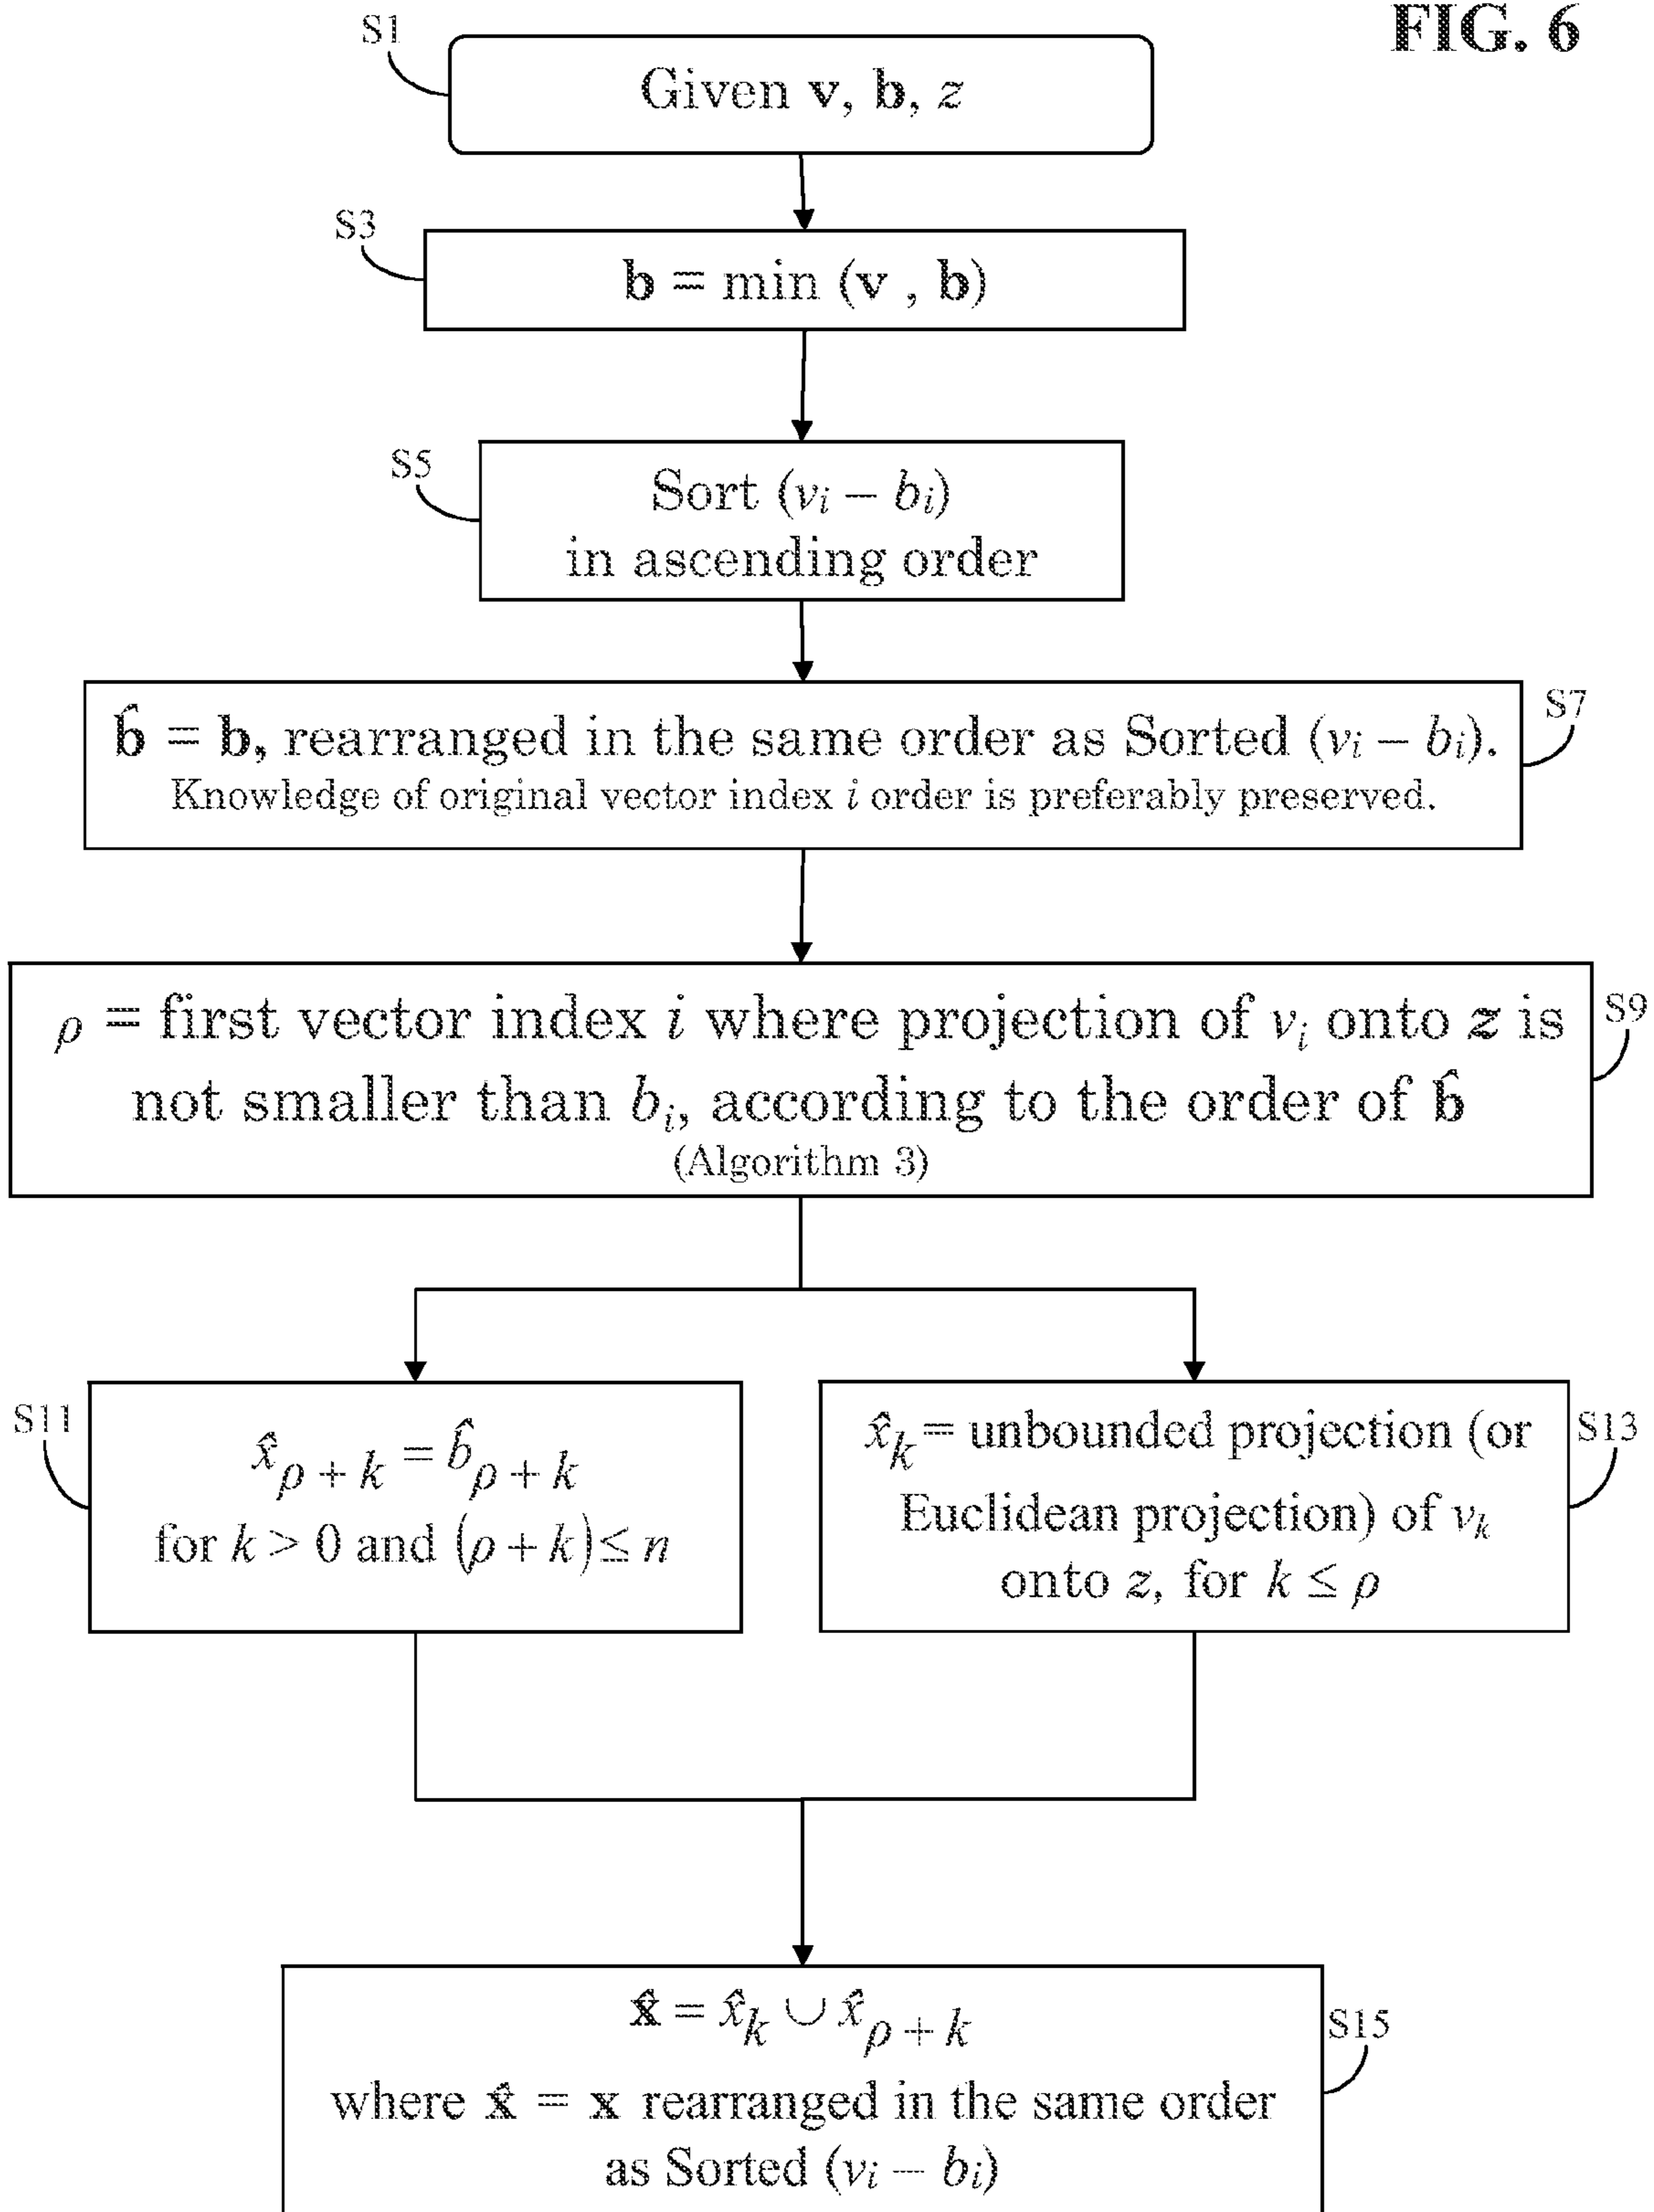 FIG. 6
S1
Given v, b, z
S3
b = min (v , b)
S5
Sort (vᵢ – bᵢ)
in ascending order
S7
b̂ = b, rearranged in the same order as Sorted (vᵢ – bᵢ).
Knowledge of original vector index i order is preferably preserved.
S9
ρ = first vector index i where projection of vᵢ onto z is
not smaller than bᵢ, according to the order of b̂
(Algorithm 3)
S11
x̂ρ + k = b̂ρ + k
for k > 0 and (ρ + k) ≤ n
S13
x̂k = unbounded projection (or
Euclidean projection) of vk
onto z, for k ≤ ρ
S15
x̂ = x̂k ∪ x̂ρ + k
where x̂ = x rearranged in the same order
as Sorted (vᵢ – bᵢ)